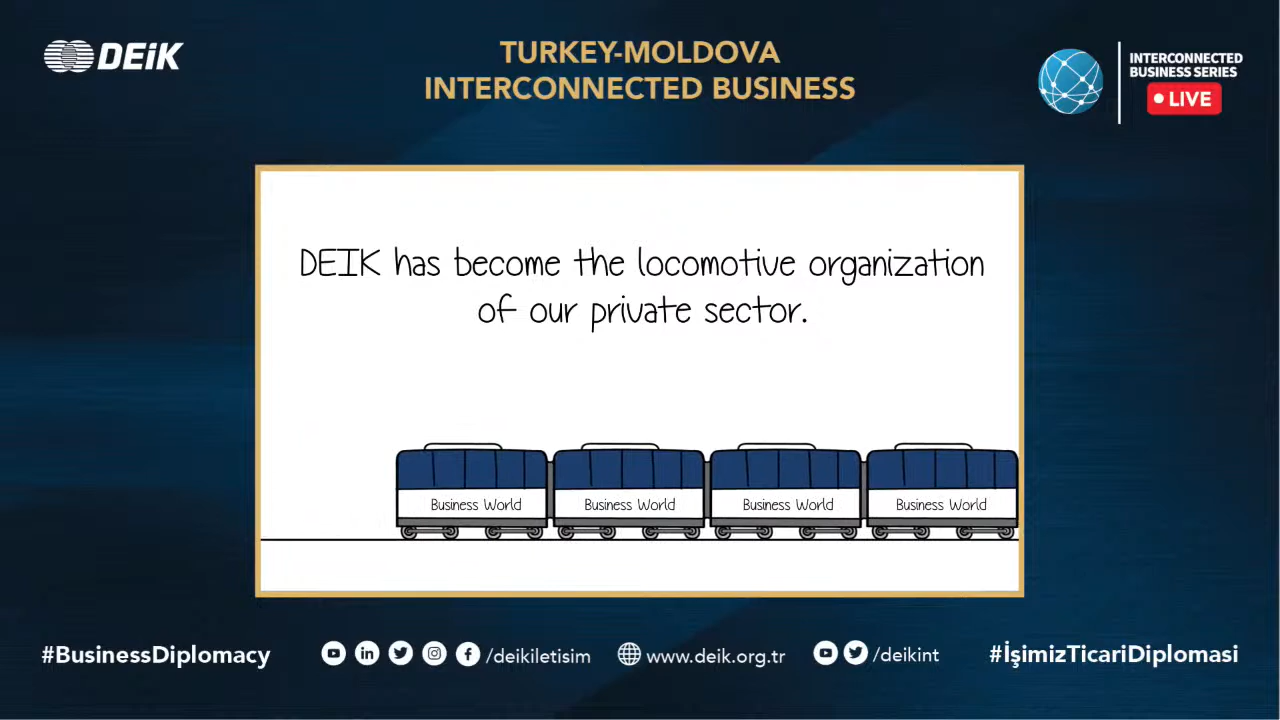 DEiK
TURKEY-MOLDOVA
INTERCONNECTED BUSINESS
INTERCONNECTED
BUSINESS SERIES
LIVE
DEIK has become the locomotive organization
of our private sector.
Business World
Business World
Business World
Business World
#BusinessDiplomacy
/deikiletisim
www.deik.org.tr
/deikint
#İşimizTicariDiplomasi